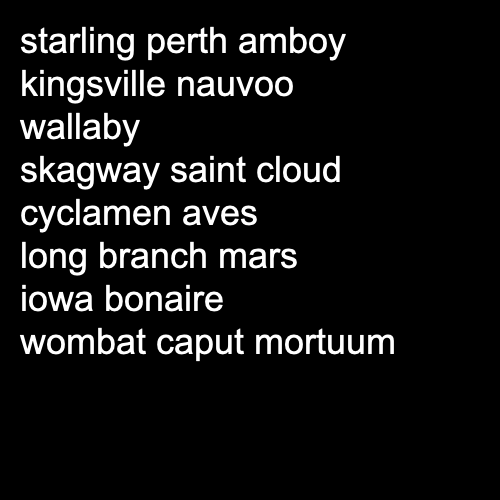 starling perth amboy
kingsville nauvoo
wallaby
skagway saint cloud
cyclamen aves
long branch mars
iowa bonaire
wombat caput mortuum